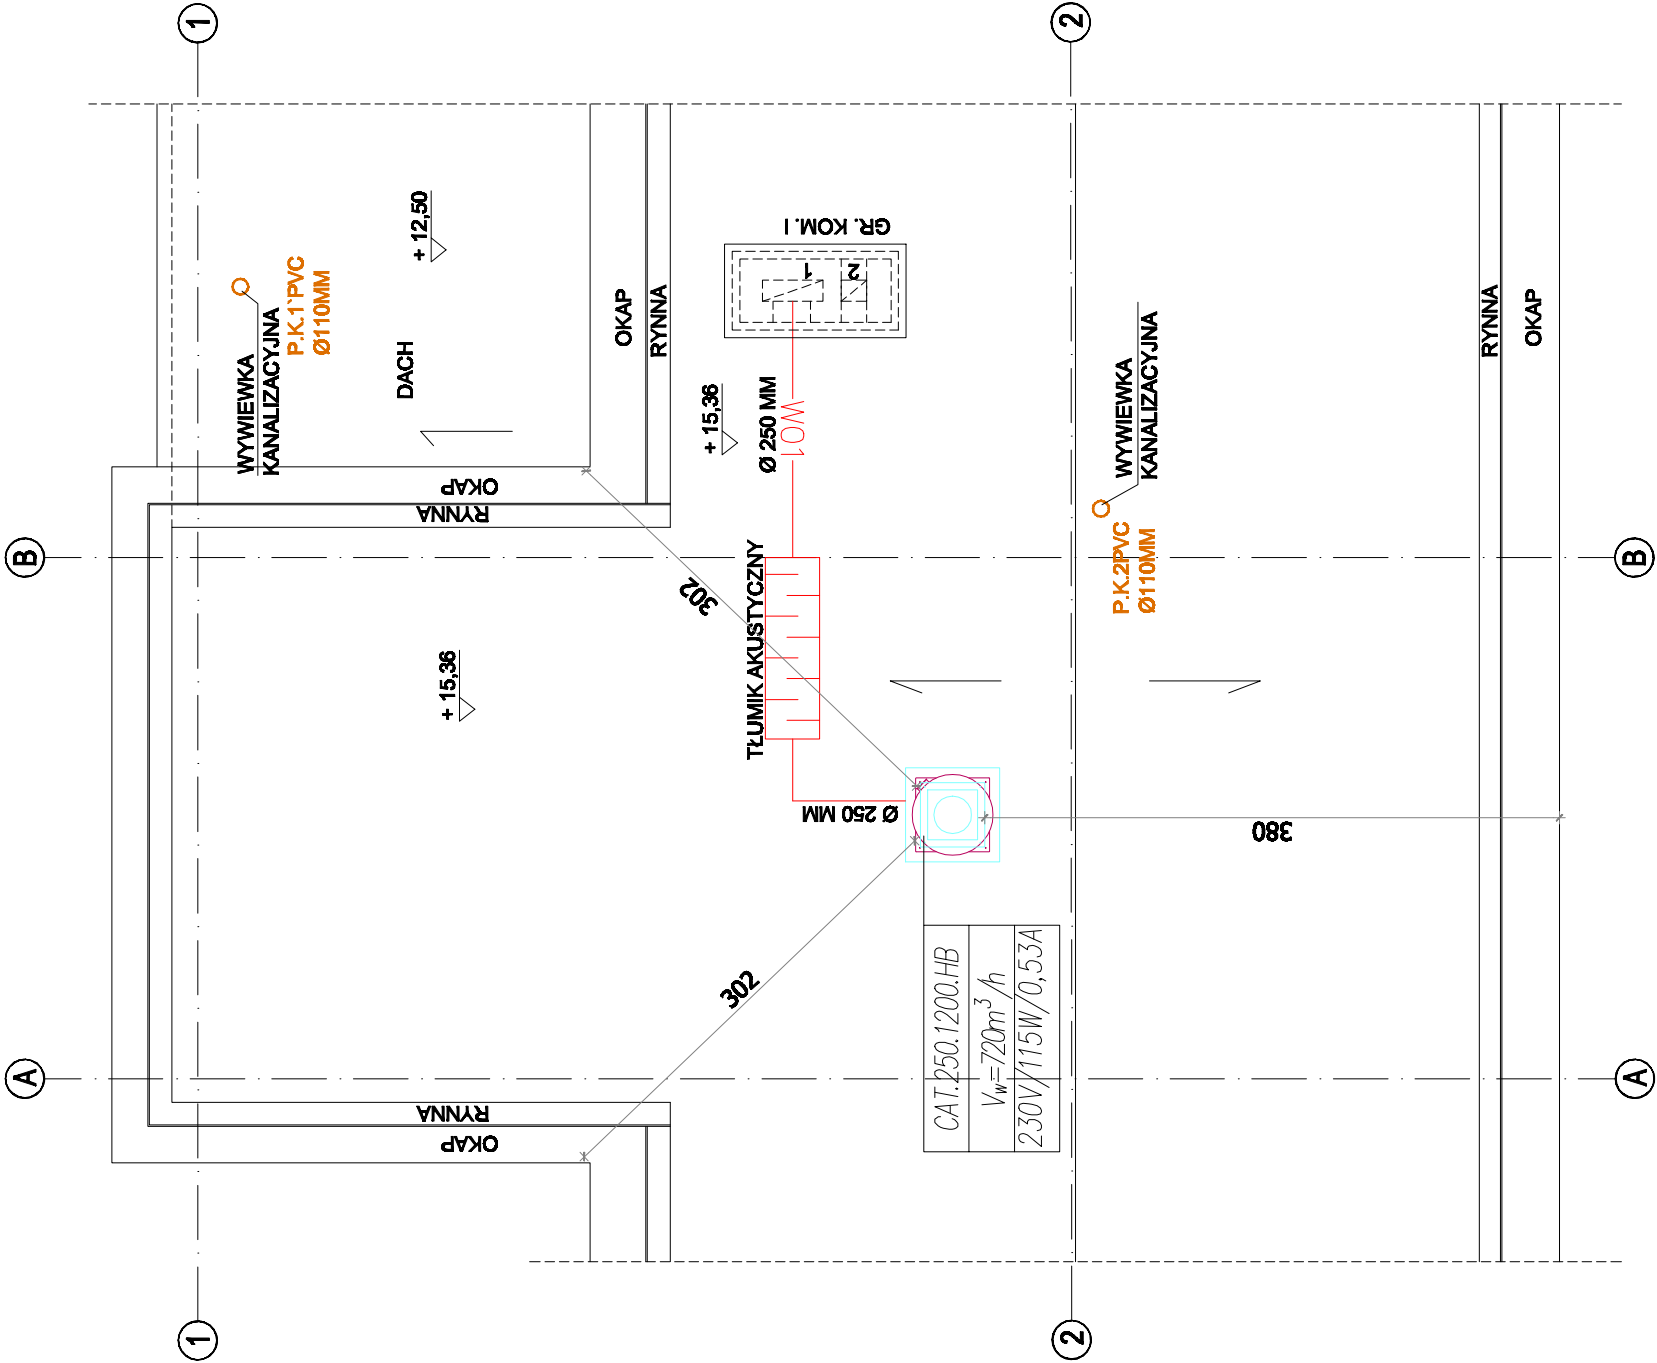 1
2
+ 12,50
P.K.1`PVC
Ø110MM
WYWIEWKA
KANALIZACYJNA
DACH
OKAP
RYNNA
GR. KOM. I
1
2
+ 15,36
Ø 250 MM
W01
WYWIEWKA
KANALIZACYJNA
P.K.2PVC
Ø110MM
RYNNA
OKAP
OKAP
RYNNA
B
B
302
TŁUMIK AKUSTYCZNY
+ 15,36
Ø 250 MM
380
302
CAT.250.1200.HB
Vw=720m³/h
230V/115W/0,53A
A
A
RYNNA
OKAP
1
2